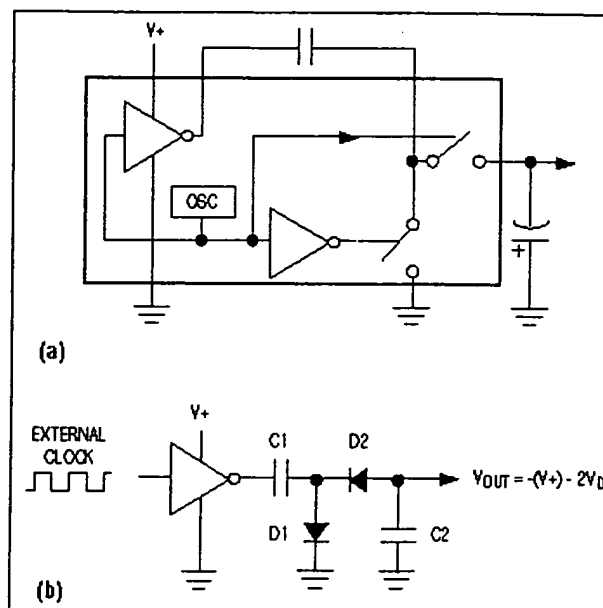 V+
OSC
+
(a)
V+
EXTERNAL
CLOCK
C1
D2
VOUT = -(V+) - 2VD
D1
C2
(b)